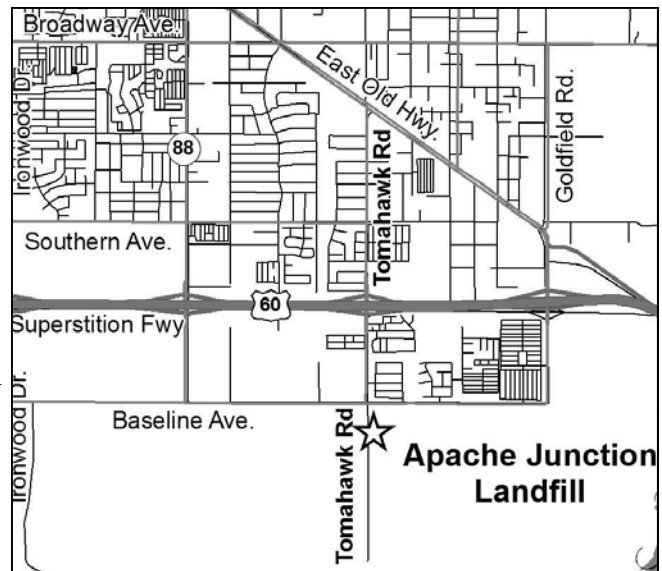 Broadway Ave.
East Old Hwy.
Ironwood Dr.
88
Tomahawk Rd
Goldfield Rd.
Southern Ave.
60
Superstition Fwy
Ironwood Dr.
Baseline Ave.
Tomahawk Rd
Apache Junction
Landfill